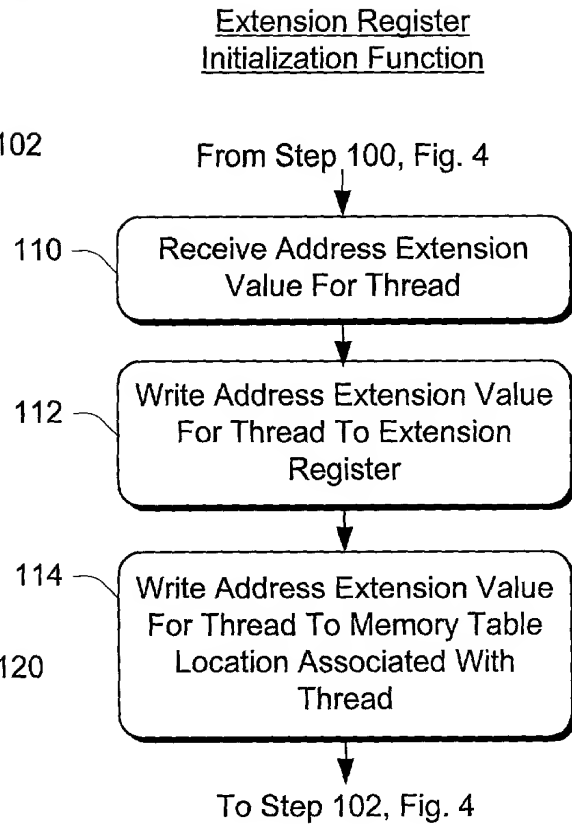 Extension Register
Initialization Function
102
From Step 100, Fig. 4
110
Receive Address Extension
Value For Thread
112
Write Address Extension Value
For Thread To Extension
Register
114
Write Address Extension Value
For Thread To Memory Table
Location Associated With
Thread
120
To Step 102, Fig. 4